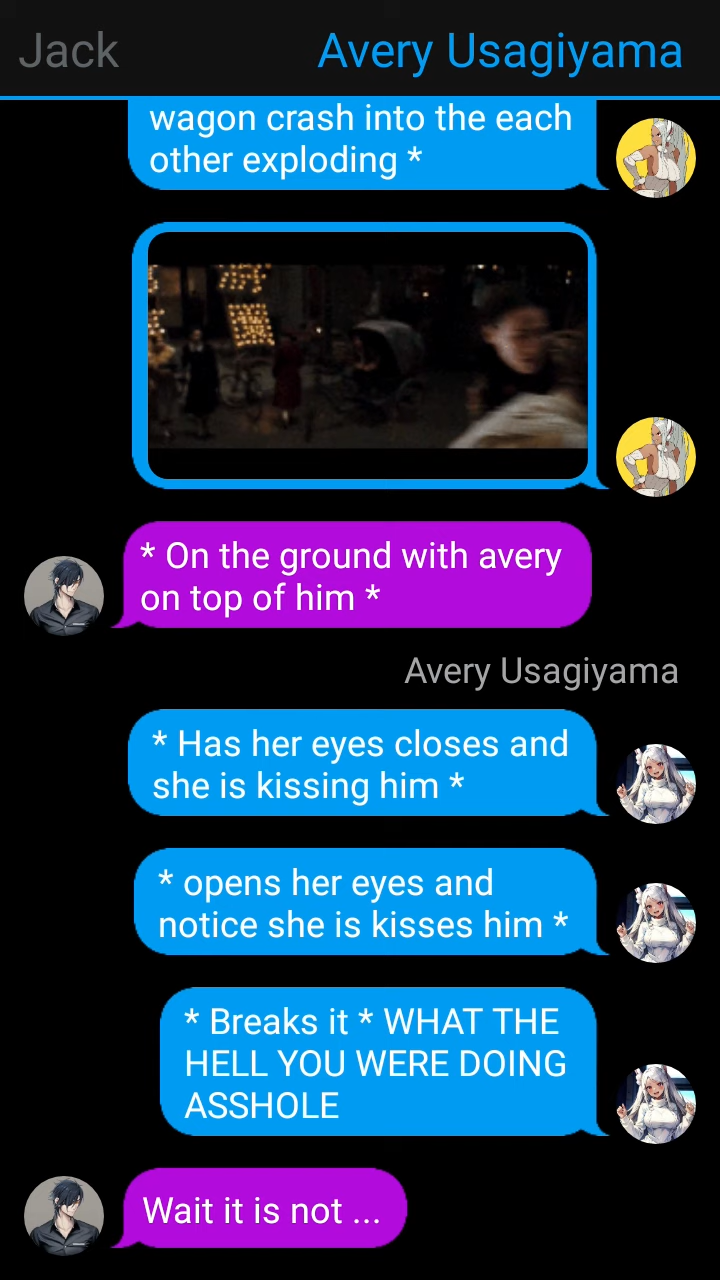 Jack
Avery Usagiyama
wagon crash into the each
other exploding *
* On the ground with avery
on top of him *
Avery Usagiyama
* Has her eyes closes and
she is kissing him *
* opens her eyes and
notice she is kisses him *
* Breaks it * WHAT THE
HELL YOU WERE DOING
ASSHOLE
Wait it is not ...